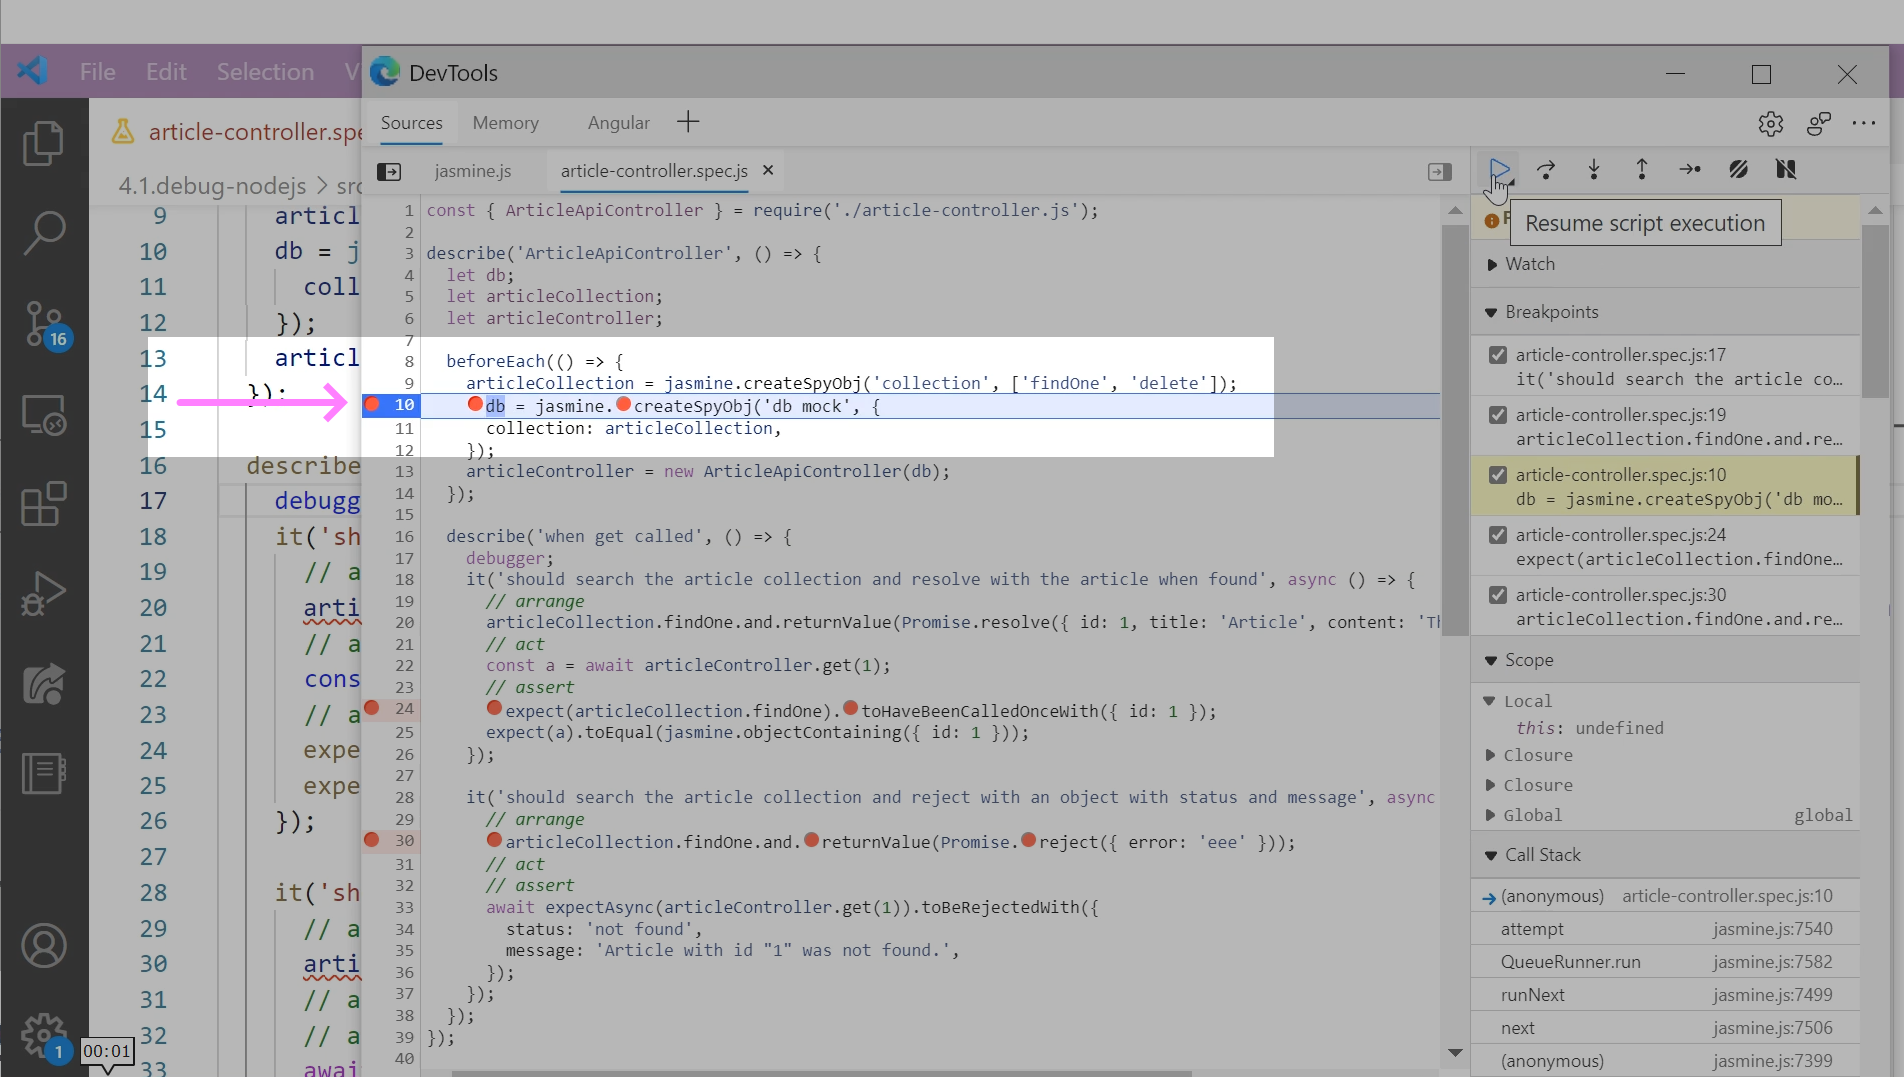 File Edit Selection V
DevTools
Sources Memory Angular
article-controller.spe
jasmine.js article-controller.spec.js
4.1.debug-nodejs > src
Resume script execution
Watch
Breakpoints
article-controller.spec.js:17
it('should search the article co…
article-controller.spec.js:19
articleCollection.findOne.and.re…
article-controller.spec.js:10
db = jasmine.createSpyObj('db mo…
article-controller.spec.js:24
expect(articleCollection.findOne…
article-controller.spec.js:30
articleCollection.findOne.and.re…
Scope
Local
this: undefined
Closure
Closure
Global global
Call Stack
(anonymous) article-controller.spec.js:10
attempt jasmine.js:7540
QueueRunner.run jasmine.js:7582
runNext jasmine.js:7499
next jasmine.js:7506
(anonymous) jasmine.js:7399
1 const { ArticleApiController } = require('./article-controller.js');
2
3 describe('ArticleApiController', () => {
4 let db;
5 let articleCollection;
6 let articleController;
7
8 beforeEach(() => {
9 articleCollection = jasmine.createSpyObj('collection', ['findOne', 'delete']);
10 db = jasmine.createSpyObj('db mock', {
11 collection: articleCollection,
12 });
13 articleController = new ArticleApiController(db);
14 });
15
16 describe('when get called', () => {
17 debugger;
18 it('should search the article collection and resolve with the article when found', async () => {
19 // arrange
20 articleCollection.findOne.and.returnValue(Promise.resolve({ id: 1, title: 'Article', content: 'Th
21 // act
22 const a = await articleController.get(1);
23 // assert
24 expect(articleCollection.findOne).toHaveBeenCalledOnceWith({ id: 1 });
25 expect(a).toEqual(jasmine.objectContaining({ id: 1 }));
26 });
27
28 it('should search the article collection and reject with an object with status and message', async
29 // arrange
30 articleCollection.findOne.and.returnValue(Promise.reject({ error: 'eee' }));
31 // act
32 // assert
33 await expectAsync(articleController.get(1)).toBeRejectedWith({
34 status: 'not found',
35 message: 'Article with id "1" was not found.',
36 });
37 });
38 });
39 });
40
9 articl
10 db = j
11 coll
12 });
13 articl
14 });
15
16 describe
17 debugg
18 it('sh
19 // a
20 arti
21 // a
22 cons
23 // a
24 expe
25 expe
26 });
27
28 it('sh
29 // a
30 arti
31 // a
32 // a
33 awai
16
1
00:01